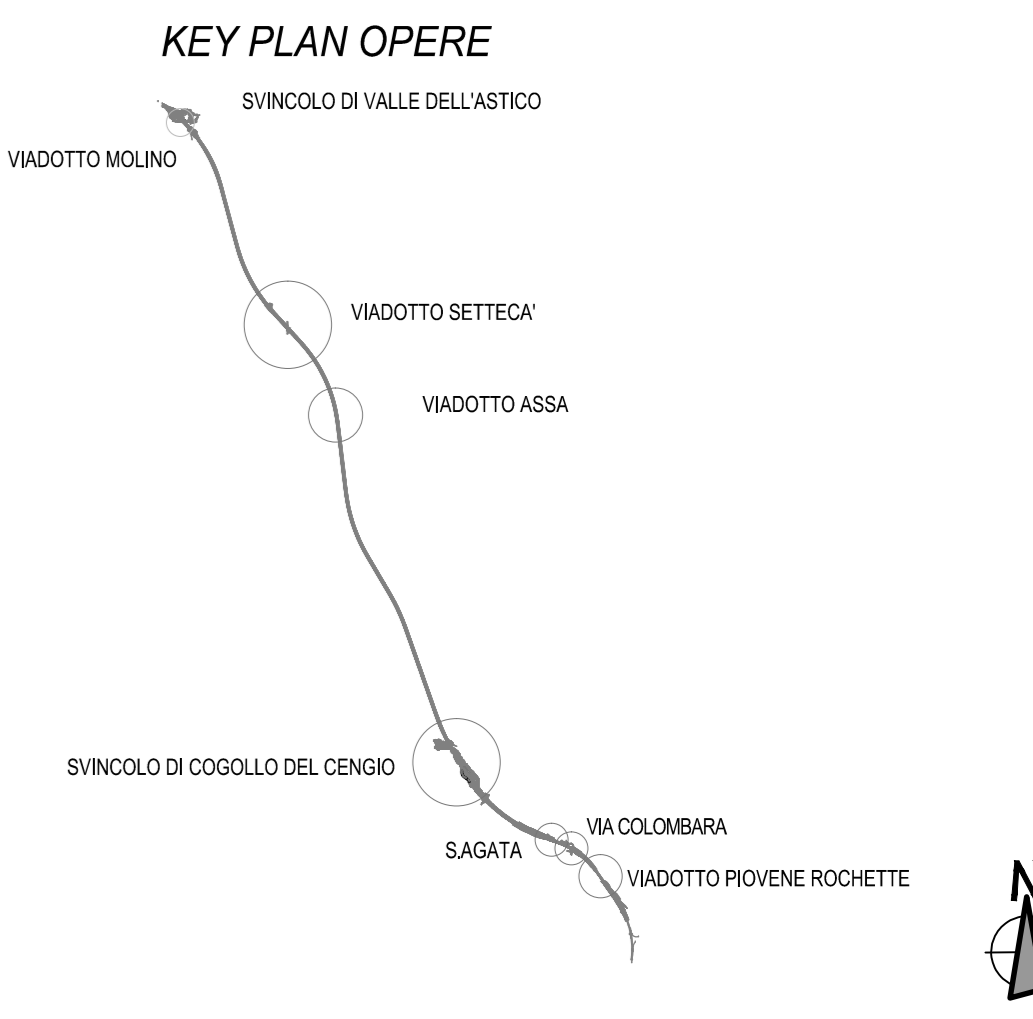 KEY PLAN OPERE
SVINCOLO DI VALLE DELL'ASTICO
VIADOTTO MOLINO
VIADOTTO SETTECA'
VIADOTTO ASSA
SVINCOLO DI COGOLLO DEL CENGIO
VIA COLOMBARA
S.AGATA
VIADOTTO PIOVENE ROCHETTE
N